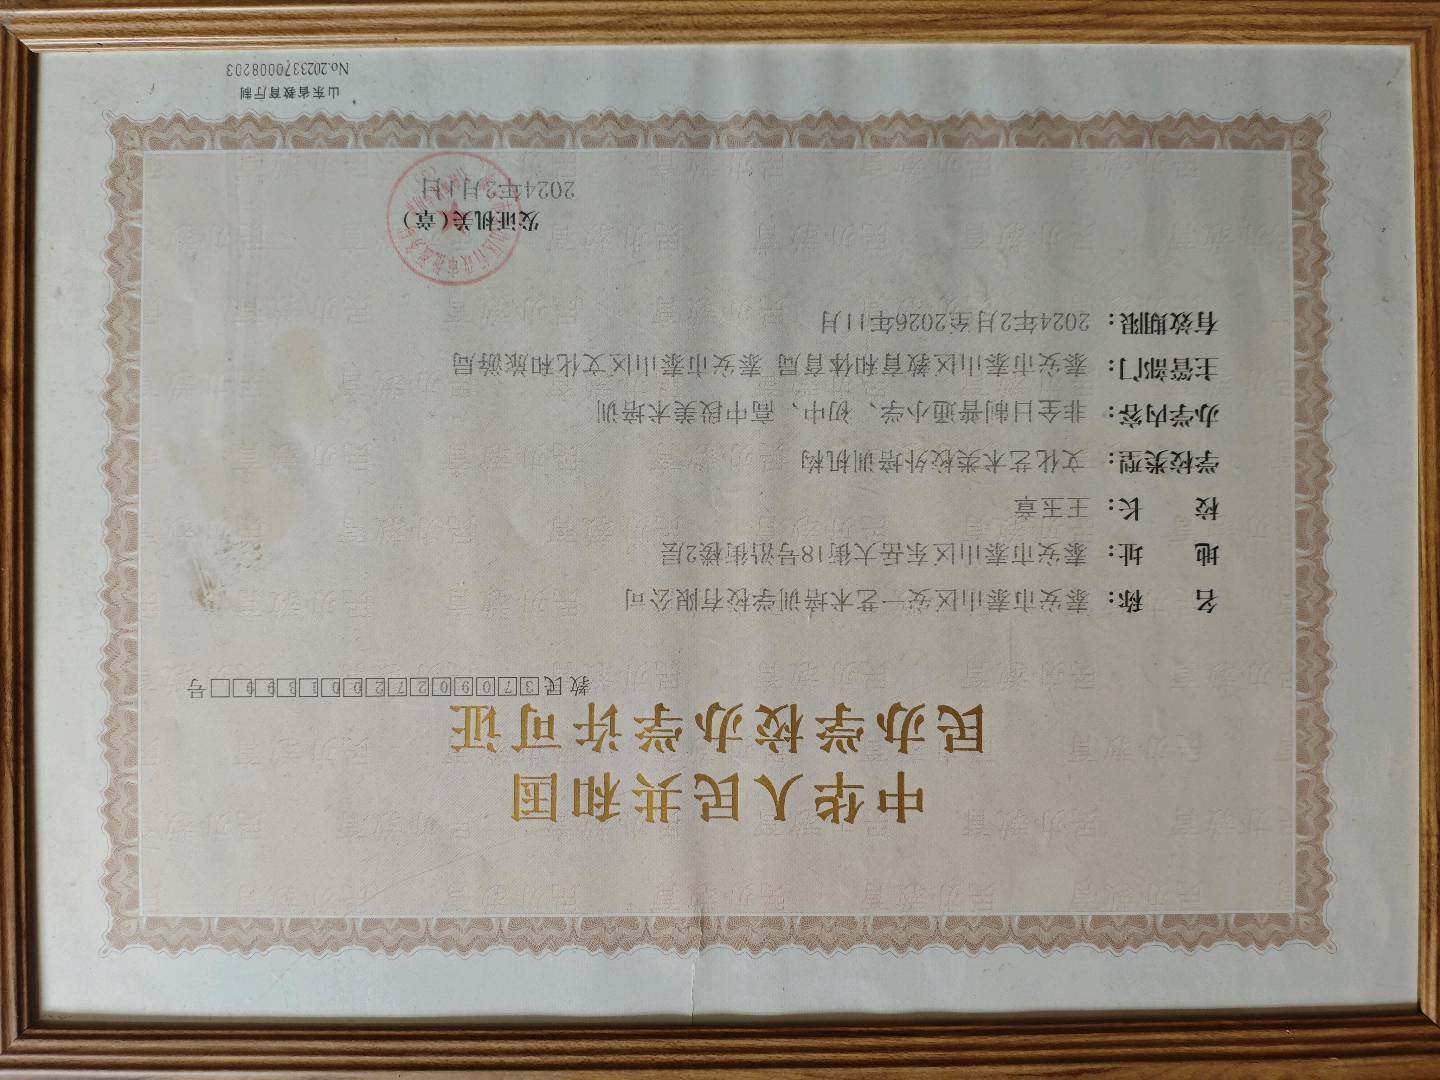 中华人民共和国
民办学校办学许可证
教民337090272001399号
名称：泰安市泰山区安一艺术培训学校有限公司
地址：泰安市泰山区东岳大街18号沿街楼2层
校长：王玉章
学校类型：文化艺术类校外培训机构
办学内容：非全日制普通小学、初中、高中段美术培训
主管部门：泰安市泰山区教育和体育局 泰安市泰山区文化和旅游局
有效期限：2024年2月至2026年11月
发证机关（章）
2024年2月1日
山东省教育厅制
No.2023370008203